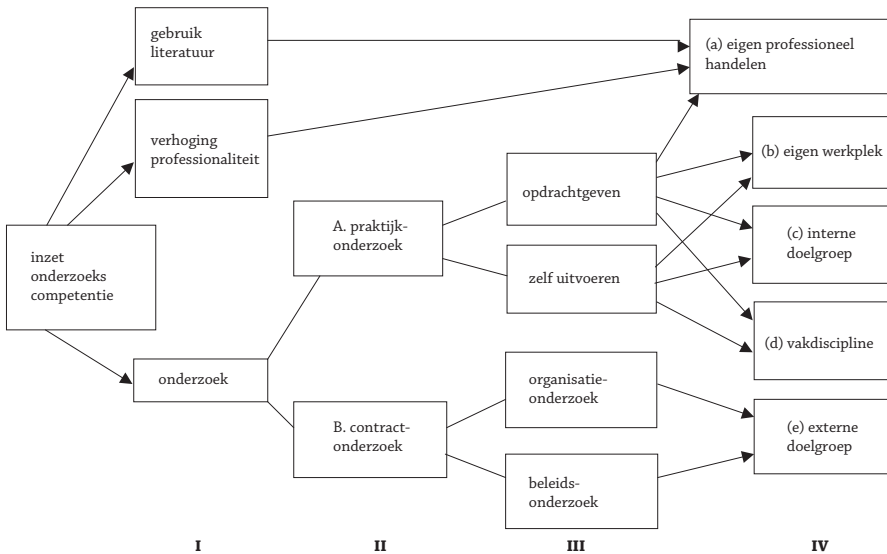 gebruik
literatuur
(a) eigen professioneel
handelen
verhoging
professionaliteit
(b) eigen werkplek
opdrachtgeven
A. praktijk-
onderzoek
(c) interne
doelgroep
inzet
onderzoeks
competentie
zelf uitvoeren
(d) vakdiscipline
onderzoek
organisatie-
onderzoek
B. contract-
onderzoek
(e) externe
doelgroep
beleids-
onderzoek
I II III IV